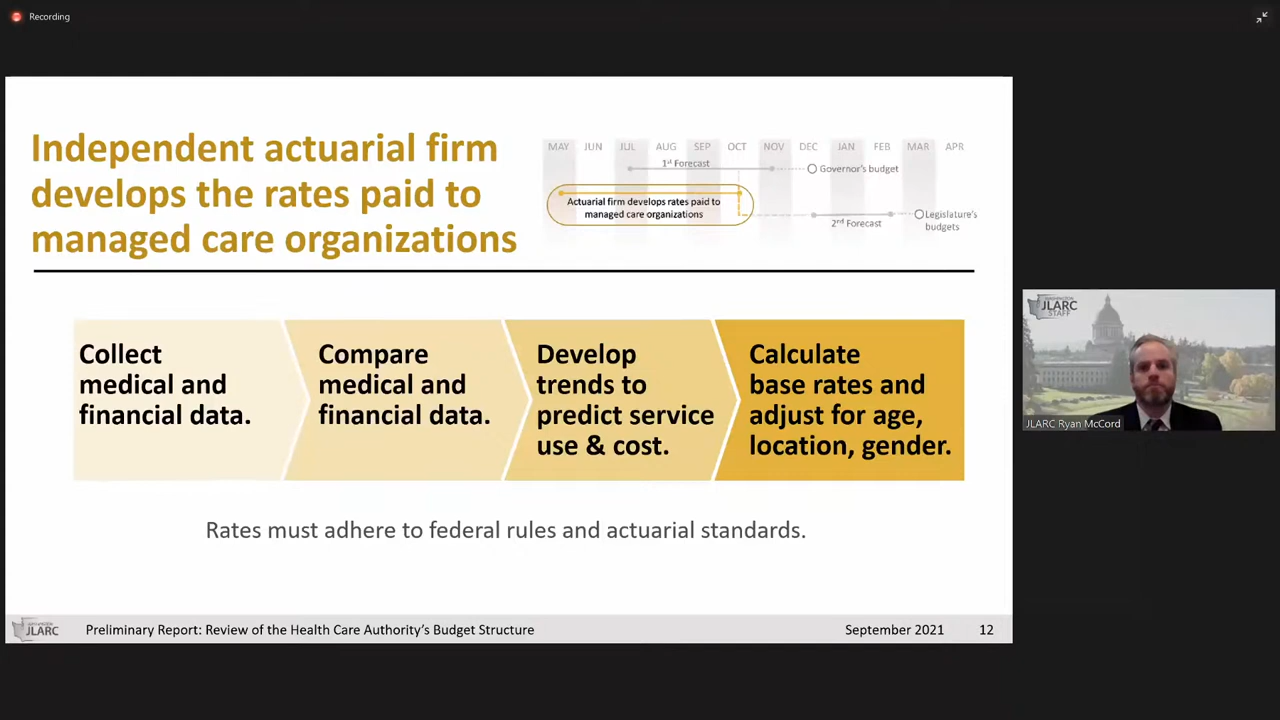 Recording
Independent actuarial firm
develops the rates paid to
managed care organizations
MAY JUN JUL AUG SEP OCT NOV DEC JAN FEB MAR APR
1st Forecast
Governor's budget
Actuarial firm develops rates paid to
managed care organizations
2nd Forecast
Legislature's
budgets
Collect
medical and
financial data.
Compare
medical and
financial data.
Develop
trends to
predict service
use & cost.
Calculate
base rates and
adjust for age,
location, gender.
Rates must adhere to federal rules and actuarial standards.
JLARC
Preliminary Report: Review of the Health Care Authority's Budget Structure
September 2021
12
WASHINGTON
JLARC
STAFF
JLARC Ryan McCord